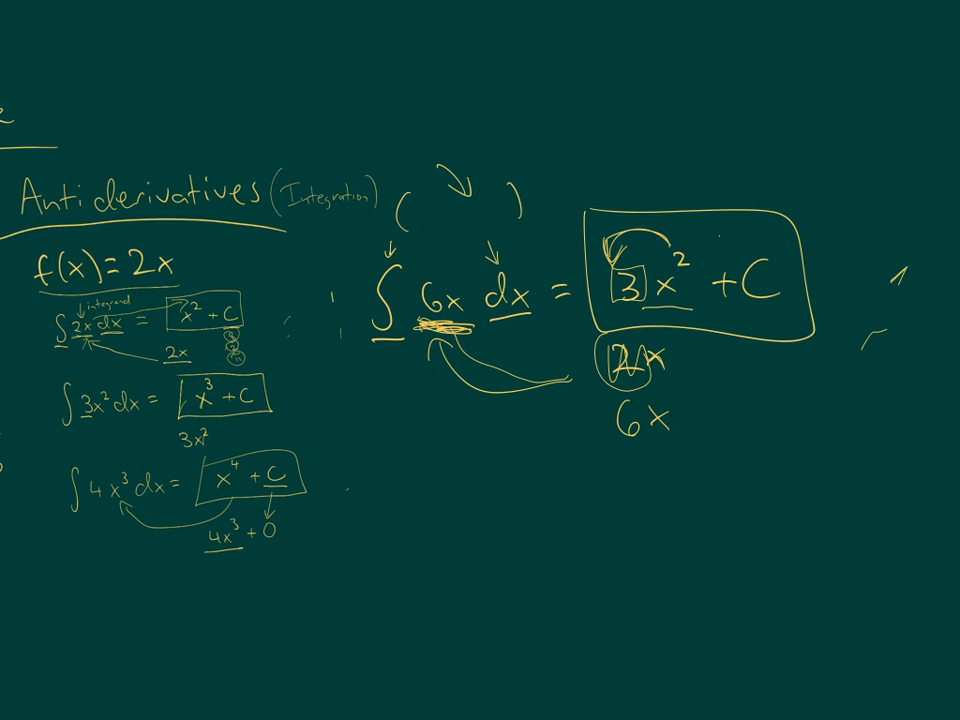 Antiderivatives (Integration)
f(x) = 2x
integrand
∫ 2x dx = x² + C
2x
∫ 3x² dx = x³ + C
3x²
∫ 4x³ dx = x⁴ + C
4x³ + 0
( )
∫ 6x dx = 3x² + C
2x
6x